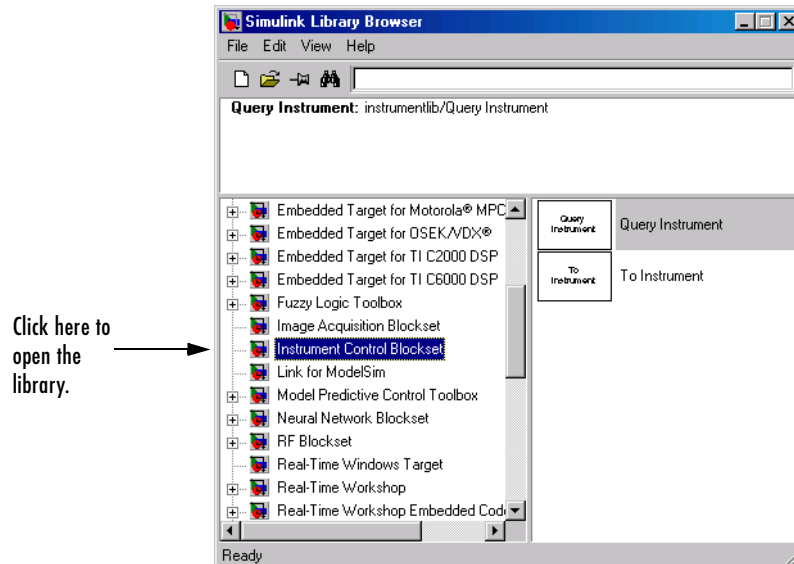 Simulink Library Browser
File Edit View Help
Query Instrument: instrumentlib/Query Instrument
Embedded Target for Motorola® MPC
Embedded Target for OSEK/VDX®
Embedded Target for TI C2000 DSP
Embedded Target for TI C6000 DSP
Fuzzy Logic Toolbox
Image Acquisition Blockset
Instrument Control Blockset
Link for ModelSim
Model Predictive Control Toolbox
Neural Network Blockset
RF Blockset
Real-Time Windows Target
Real-Time Workshop
Real-Time Workshop Embedded Code
Query
Instrument
Query Instrument
To
Instrument
To Instrument
Ready
Click here to
open the
library.